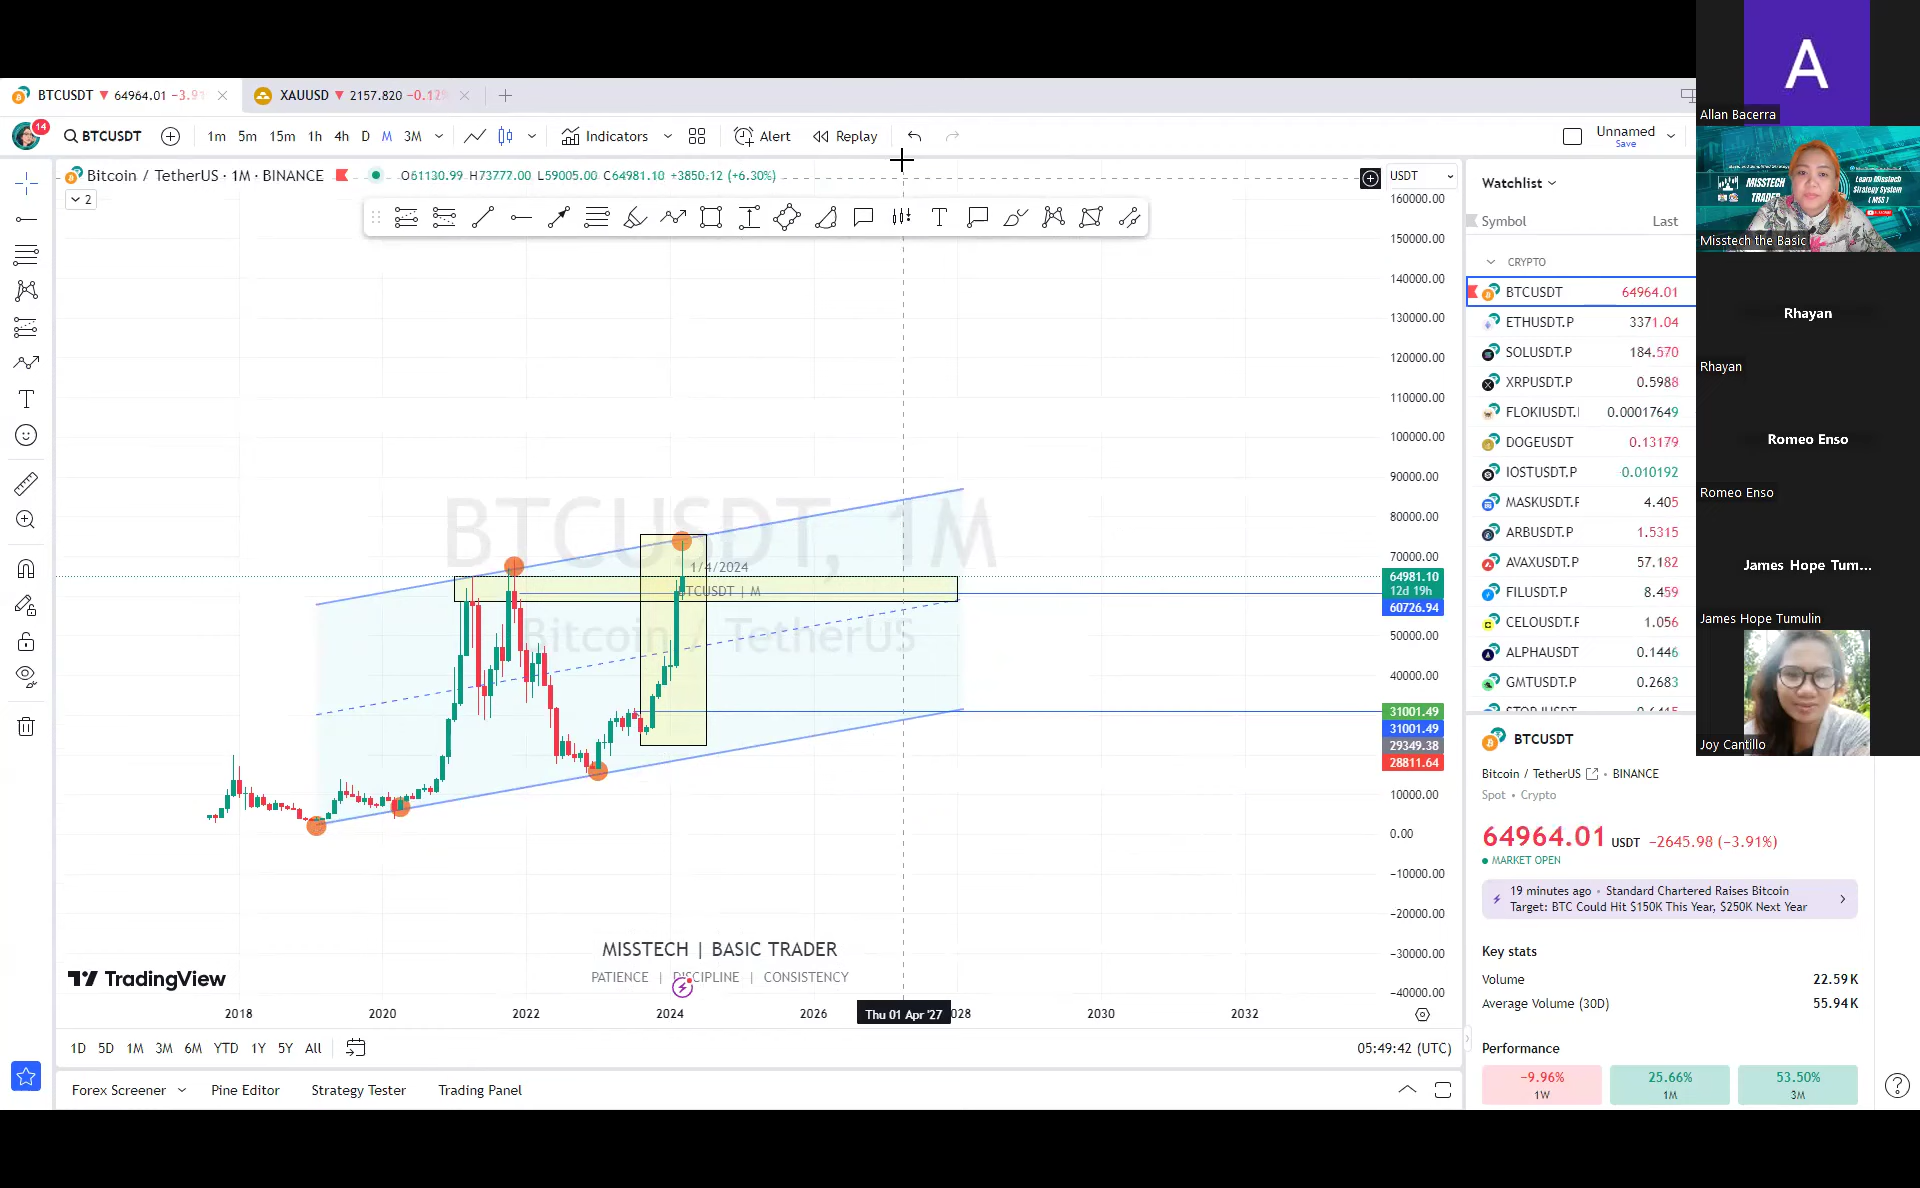 BTCUSDT 64964.01 −3.91
XAUUSD 2157.820 −0.12%
14 BTCUSDT 1m 5m 15m 1h 4h D M 3M Indicators Alert Replay Unnamed
Save
Bitcoin / TetherUS · 1M · BINANCE O61130.99 H73777.00 L59005.00 C64981.10 +3850.12 (+6.30%)
2
USDT
160000.00
150000.00
140000.00
130000.00
120000.00
110000.00
100000.00
90000.00
80000.00
70000.00
64981.10
12d 19h
60726.94
50000.00
40000.00
31001.49
31001.49
29349.38
28811.64
10000.00
0.00
−10000.00
−20000.00
−30000.00
−40000.00
BTCUSDT, 1M
Bitcoin / TetherUS
1/4/2024
BTCUSDT | M
MISSTECH | BASIC TRADER
PATIENCE | DISCIPLINE | CONSISTENCY
TradingView
2018 2020 2022 2024 2026 Thu 01 Apr '27 028 2030 2032
1D 5D 1M 3M 6M YTD 1Y 5Y All 05:49:42 (UTC)
Forex Screener Pine Editor Strategy Tester Trading Panel
Watchlist
Symbol Last
CRYPTO
BTCUSDT 64964.01
ETHUSDT.P 3371.04
SOLUSDT.P 184.570
XRPUSDT.P 0.5988
FLOKIUSDT. 0.00017649
DOGEUSDT 0.13179
IOSTUSDT.P 0.010192
MASKUSDT.P 4.405
ARBUSDT.P 1.5315
AVAXUSDT.P 57.182
FILUSDT.P 8.459
CELOUSDT.P 1.056
ALPHAUSDT 0.1446
GMTUSDT.P 0.2683
BTCUSDT
Bitcoin / TetherUS • BINANCE
Spot • Crypto
64964.01 USDT −2645.98 (−3.91%)
MARKET OPEN
19 minutes ago • Standard Chartered Raises Bitcoin
Target: BTC Could Hit $150K This Year, $250K Next Year
Key stats
Volume 22.59K
Average Volume (30D) 55.94K
Performance
−9.96%
1W
25.66%
1M
53.50%
3M
A
Allan Bacerra
MISSTECH
TRADE
Learn Misstech
Strategy System
( MSS )
Misstech the Basic
Rhayan
Rhayan
Romeo Enso
Romeo Enso
James Hope Tum...
James Hope Tumulin
Joy Cantillo